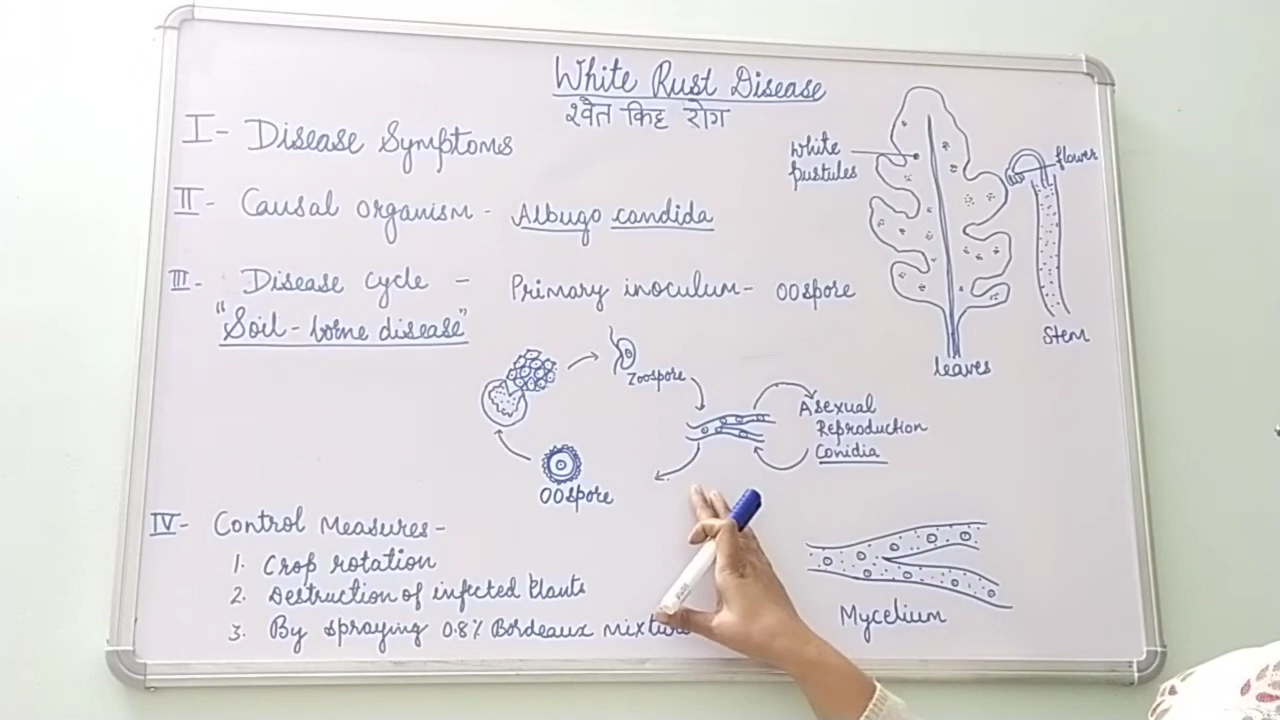 White Rust Disease
श्वेत किट्ट रोग
I- Disease Symptoms
II- Causal organism - Albugo candida
III- Disease cycle - Primary inoculum - oospore
"Soil-borne disease"
White
pustules
flower
Stem
leaves
Zoospore
Asexual
Reproduction
Conidia
oospore
IV- Control Measures-
1. Crop rotation
2. Destruction of infected plants
3. By spraying 0.8% Bordeaux mixture
Mycelium